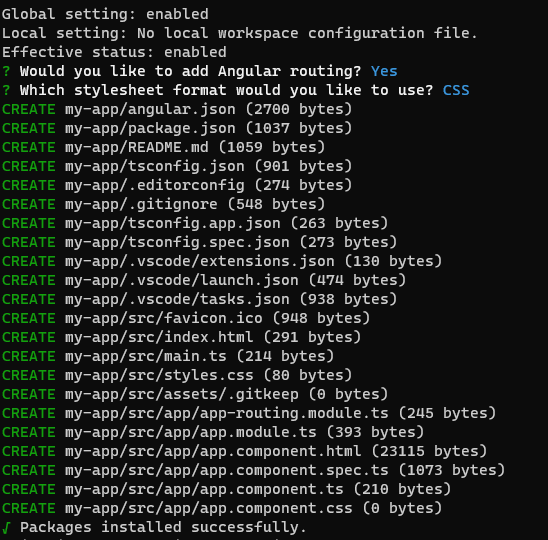 Global setting: enabled
Local setting: No local workspace configuration file.
Effective status: enabled
? Would you like to add Angular routing? Yes
? Which stylesheet format would you like to use? CSS
CREATE my-app/angular.json (2700 bytes)
CREATE my-app/package.json (1037 bytes)
CREATE my-app/README.md (1059 bytes)
CREATE my-app/tsconfig.json (901 bytes)
CREATE my-app/.editorconfig (274 bytes)
CREATE my-app/.gitignore (548 bytes)
CREATE my-app/tsconfig.app.json (263 bytes)
CREATE my-app/tsconfig.spec.json (273 bytes)
CREATE my-app/.vscode/extensions.json (130 bytes)
CREATE my-app/.vscode/launch.json (474 bytes)
CREATE my-app/.vscode/tasks.json (938 bytes)
CREATE my-app/src/favicon.ico (948 bytes)
CREATE my-app/src/index.html (291 bytes)
CREATE my-app/src/main.ts (214 bytes)
CREATE my-app/src/styles.css (80 bytes)
CREATE my-app/src/assets/.gitkeep (0 bytes)
CREATE my-app/src/app/app-routing.module.ts (245 bytes)
CREATE my-app/src/app/app.module.ts (393 bytes)
CREATE my-app/src/app/app.component.html (23115 bytes)
CREATE my-app/src/app/app.component.spec.ts (1073 bytes)
CREATE my-app/src/app/app.component.ts (210 bytes)
CREATE my-app/src/app/app.component.css (0 bytes)
√ Packages installed successfully.